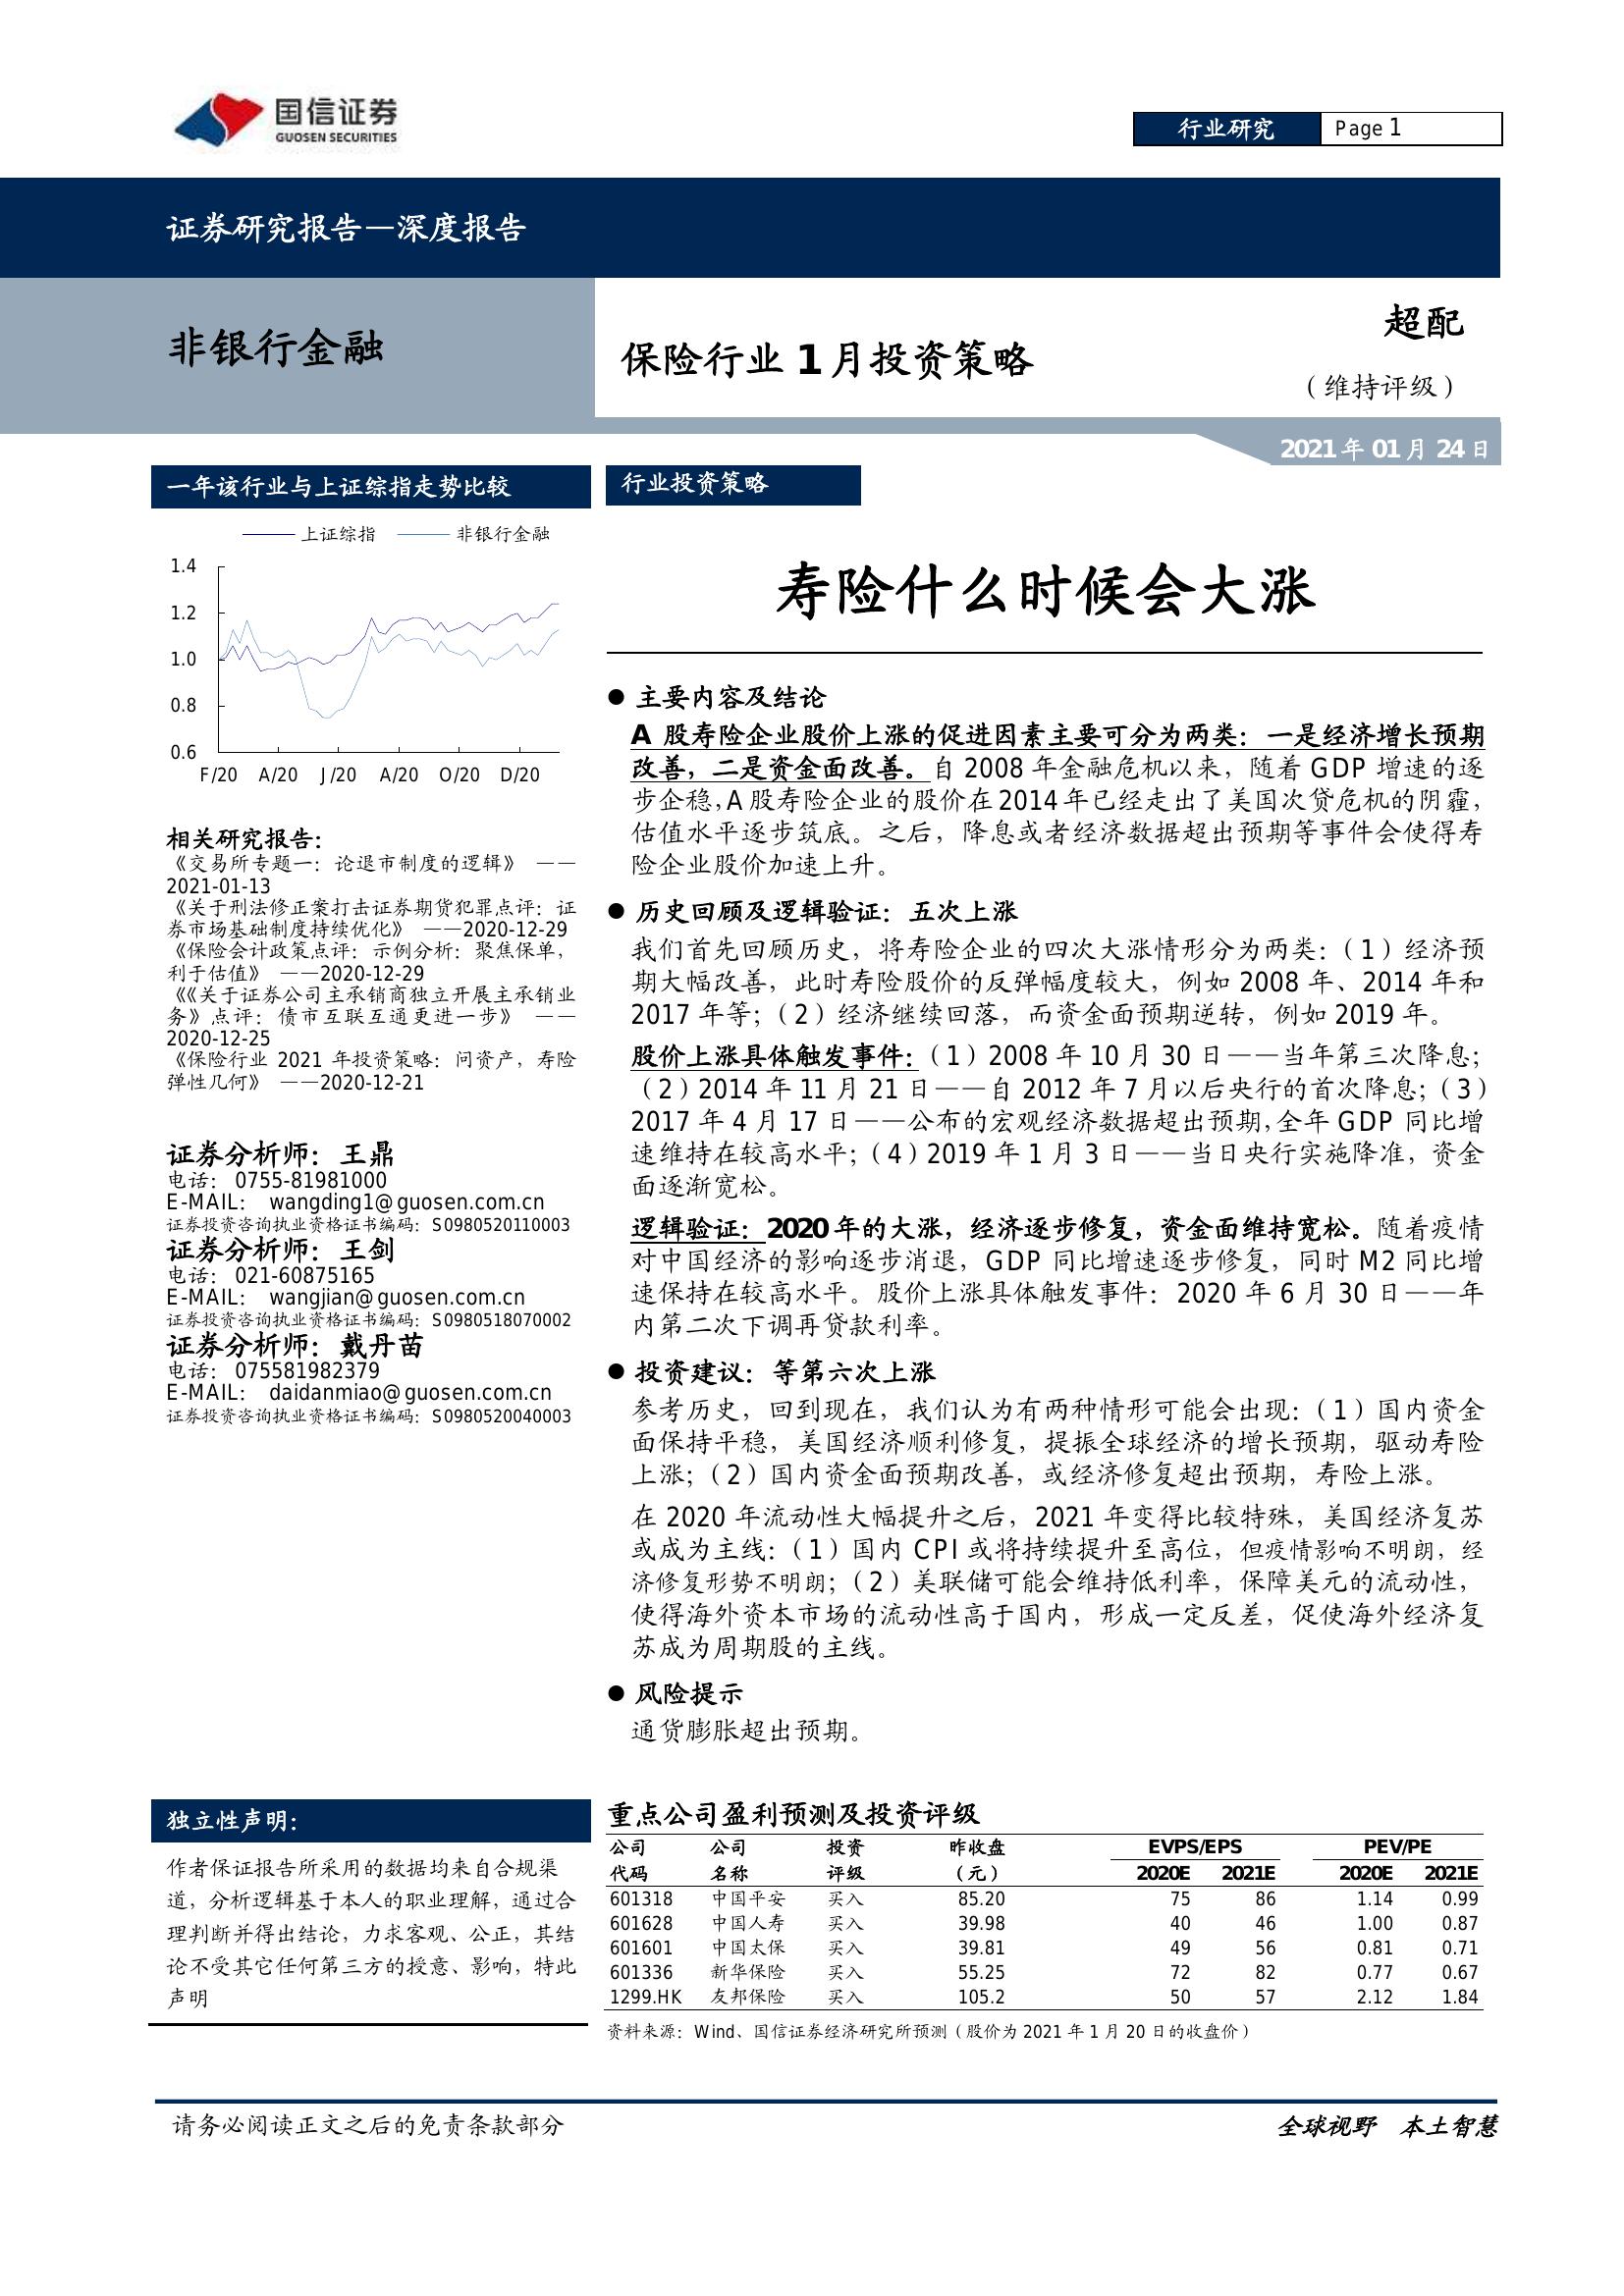 国信证券
GUOSEN SECURITIES
行业研究
Page 1
证券研究报告—深度报告
非银行金融
保险行业 1 月投资策略
超配
（维持评级）
2021 年 01 月 24 日
一年该行业与上证综指走势比较
上证综指 非银行金融
1.4
1.2
1.0
0.8
0.6
F/20 A/20 J/20 A/20 O/20 D/20
相关研究报告：
《交易所专题一：论退市制度的逻辑》 ——
2021-01-13
《关于刑法修正案打击证券期货犯罪点评：证
券市场基础制度持续优化》 ——2020-12-29
《保险会计政策点评：示例分析：聚焦保单，
利于估值》 ——2020-12-29
《《关于证券公司主承销商独立开展主承销业
务》点评：债市互联互通更进一步》 ——
2020-12-25
《保险行业 2021 年投资策略：问资产，寿险
弹性几何》 ——2020-12-21
证券分析师：王鼎
电话： 0755-81981000
E-MAIL： wangding1@guosen.com.cn
证券投资咨询执业资格证书编码：S0980520110003
证券分析师：王剑
电话： 021-60875165
E-MAIL： wangjian@guosen.com.cn
证券投资咨询执业资格证书编码：S0980518070002
证券分析师：戴丹苗
电话： 075581982379
E-MAIL： daidanmiao@guosen.com.cn
证券投资咨询执业资格证书编码：S0980520040003
独立性声明：
作者保证报告所采用的数据均来自合规渠
道，分析逻辑基于本人的职业理解，通过合
理判断并得出结论，力求客观、公正，其结
论不受其它任何第三方的授意、影响，特此
声明
行业投资策略
寿险什么时候会大涨
● 主要内容及结论
A 股寿险企业股价上涨的促进因素主要可分为两类：一是经济增长预期
改善，二是资金面改善。自 2008 年金融危机以来，随着 GDP 增速的逐
步企稳，A 股寿险企业的股价在 2014 年已经走出了美国次贷危机的阴霾，
估值水平逐步筑底。之后，降息或者经济数据超出预期等事件会使得寿
险企业股价加速上升。
● 历史回顾及逻辑验证：五次上涨
我们首先回顾历史，将寿险企业的四次大涨情形分为两类：（1）经济预
期大幅改善，此时寿险股价的反弹幅度较大，例如 2008 年、2014 年和
2017 年等；（2）经济继续回落，而资金面预期逆转，例如 2019 年。
股价上涨具体触发事件：（1）2008 年 10 月 30 日——当年第三次降息；
（2）2014 年 11 月 21 日——自 2012 年 7 月以后央行的首次降息；（3）
2017 年 4 月 17 日——公布的宏观经济数据超出预期，全年 GDP 同比增
速维持在较高水平；（4）2019 年 1 月 3 日——当日央行实施降准，资金
面逐渐宽松。
逻辑验证：2020 年的大涨，经济逐步修复，资金面维持宽松。随着疫情
对中国经济的影响逐步消退，GDP 同比增速逐步修复，同时 M2 同比增
速保持在较高水平。股价上涨具体触发事件：2020 年 6 月 30 日——年
内第二次下调再贷款利率。
● 投资建议：等第六次上涨
参考历史，回到现在，我们认为有两种情形可能会出现：（1）国内资金
面保持平稳，美国经济顺利修复，提振全球经济的增长预期，驱动寿险
上涨；（2）国内资金面预期改善，或经济修复超出预期，寿险上涨。
在 2020 年流动性大幅提升之后，2021 年变得比较特殊，美国经济复苏
或成为主线：（1）国内 CPI 或将持续提升至高位，但疫情影响不明朗，经
济修复形势不明朗；（2）美联储可能会维持低利率，保障美元的流动性，
使得海外资本市场的流动性高于国内，形成一定反差，促使海外经济复
苏成为周期股的主线。
● 风险提示
通货膨胀超出预期。
重点公司盈利预测及投资评级
公司 公司 投资 昨收盘 EVPS/EPS PEV/PE
代码 名称 评级 （元） 2020E 2021E 2020E 2021E
601318 中国平安 买入 85.20 75 86 1.14 0.99
601628 中国人寿 买入 39.98 40 46 1.00 0.87
601601 中国太保 买入 39.81 49 56 0.81 0.71
601336 新华保险 买入 55.25 72 82 0.77 0.67
1299.HK 友邦保险 买入 105.2 50 57 2.12 1.84
资料来源：Wind、国信证券经济研究所预测（股价为 2021 年 1 月 20 日的收盘价）
请务必阅读正文之后的免责条款部分
全球视野 本土智慧